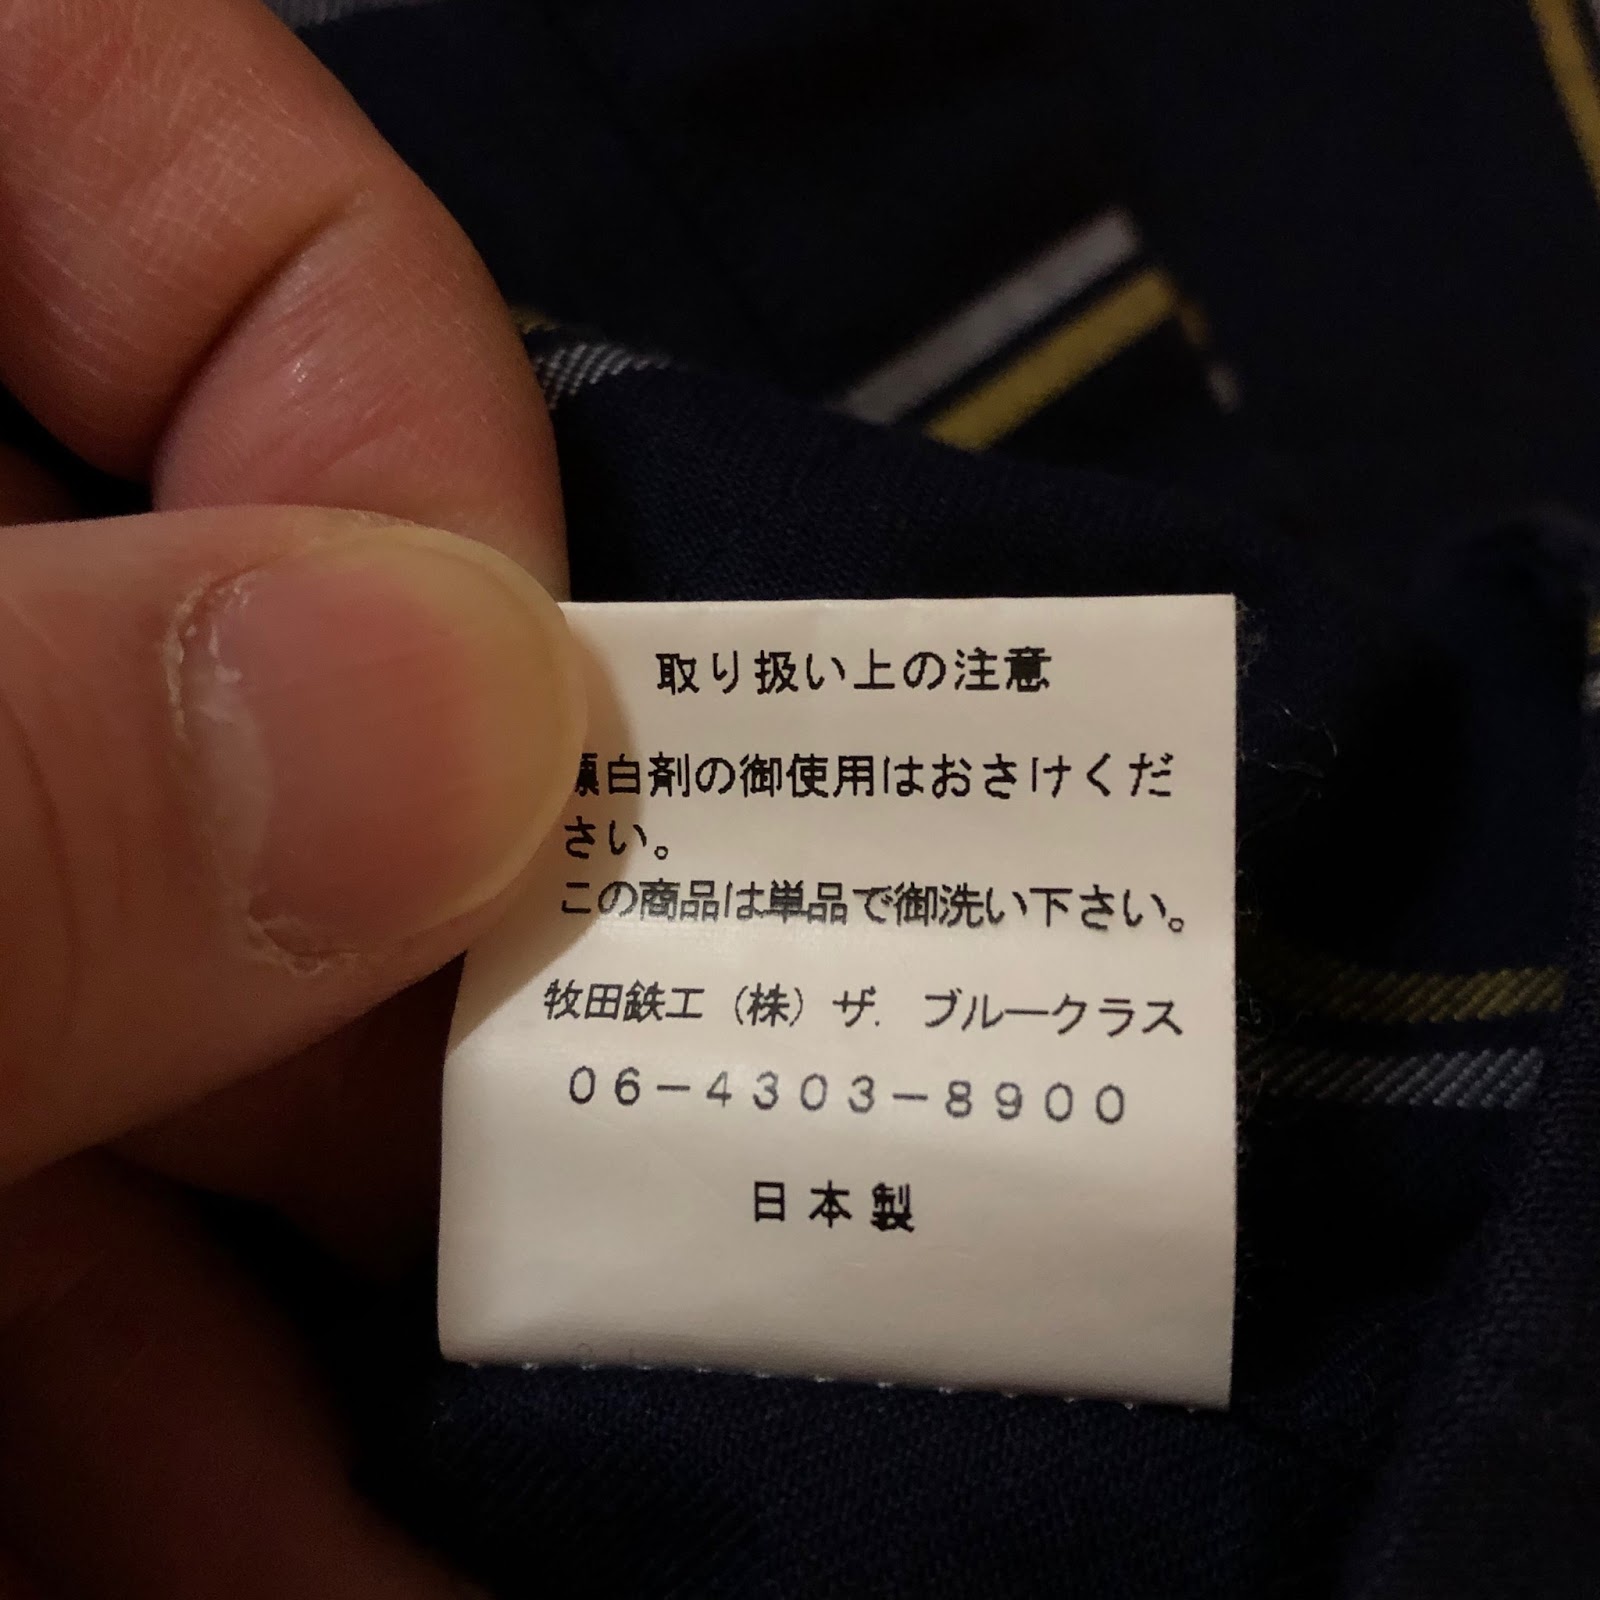 取り扱い上の注意
漂白剤の御使用はおさけくだ
さい。
この商品は単品で御洗い下さい。
牧田鉄工（株）ザ. ブルークラス
06-4303-8900
日本製